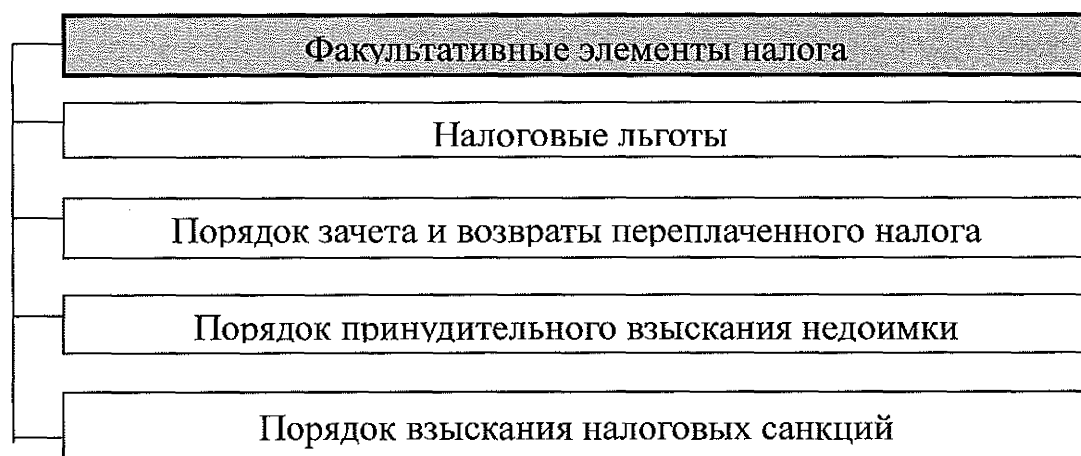 Факультативные элементы налога
Налоговые льготы
Порядок зачета и возвраты переплаченного налога
Порядок принудительного взыскания недоимки
Порядок взыскания налоговых санкций